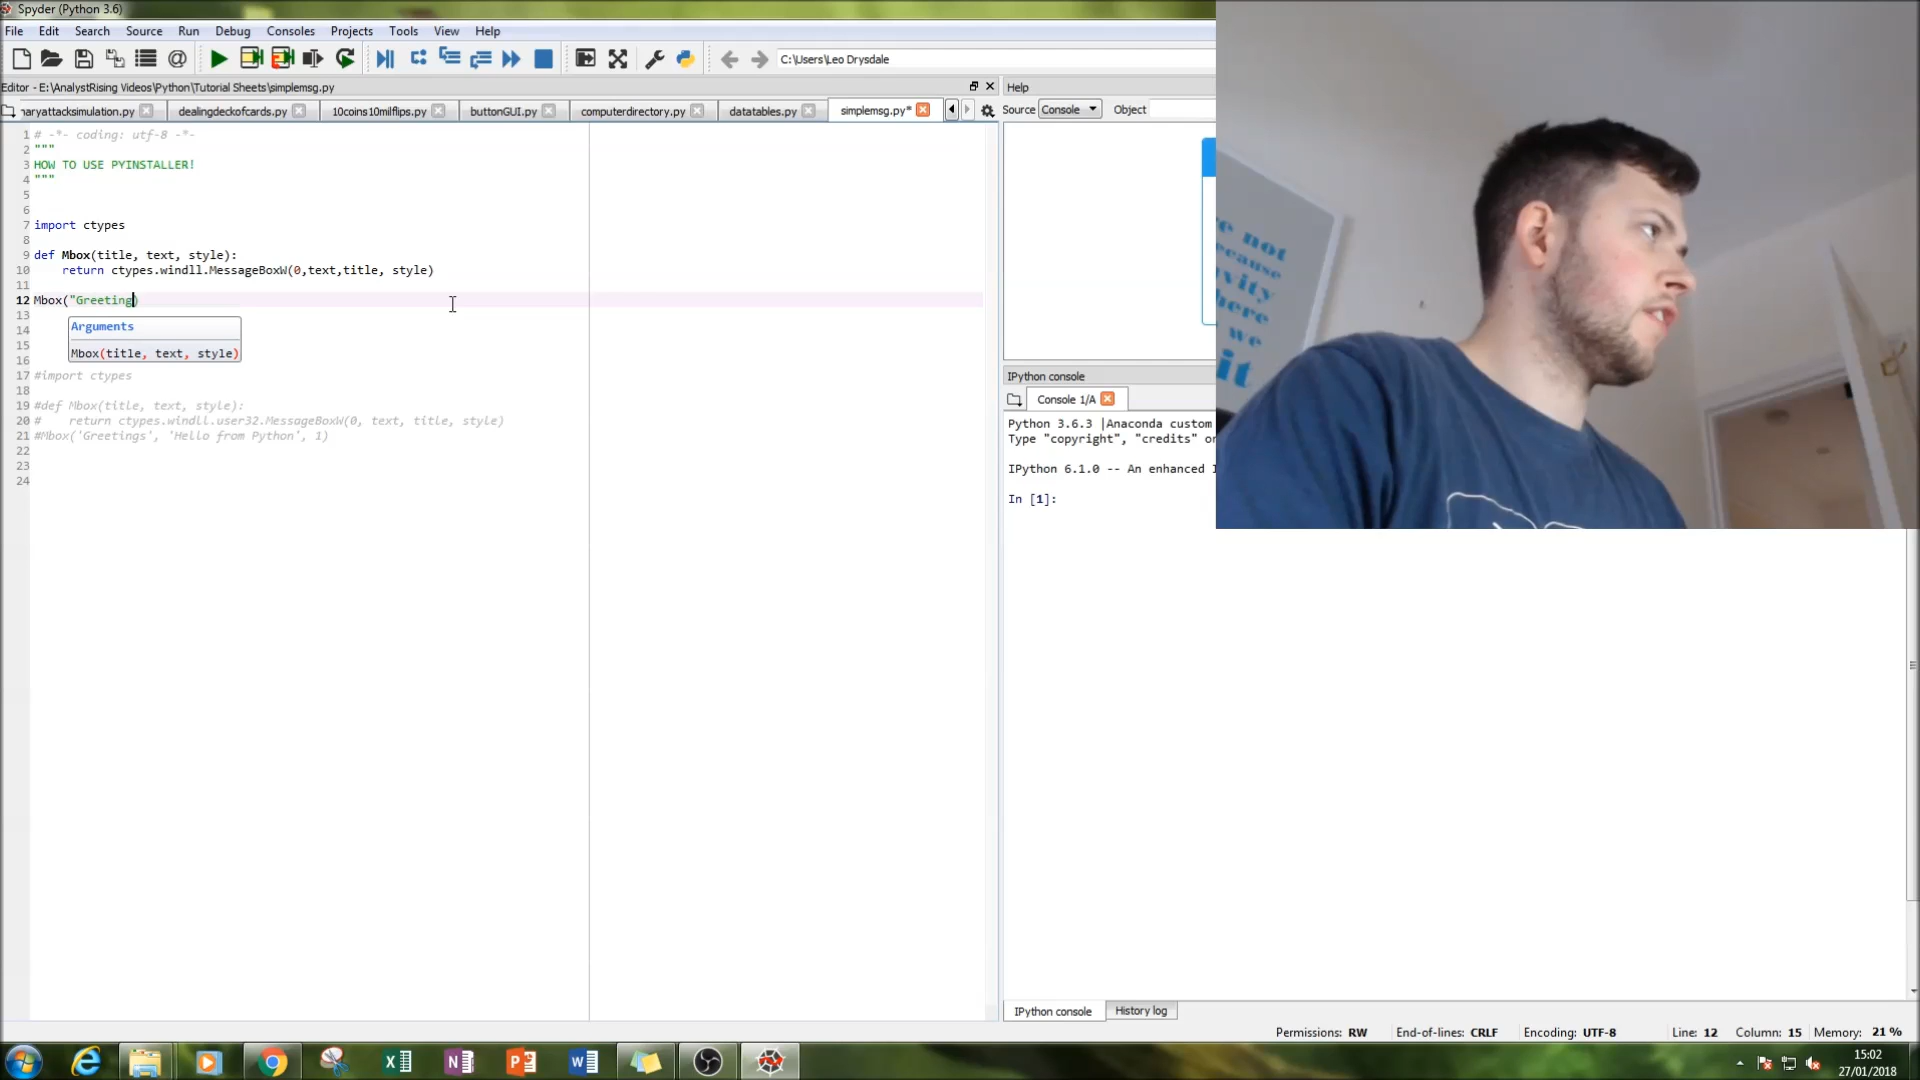 Spyder (Python 3.6)
File Edit Search Source Run Debug Consoles Projects Tools View Help
C:\Users\Leo Drysdale
Editor - E:\AnalystRising Videos\Python\Tutorial Sheets\simplemsg.py
Help
naryattacksimulation.py dealingdeckofcards.py 10coins10milflips.py buttonGUI.py computerdirectory.py datatables.py simplemsg.py*
Source Console Object
1 # -*- coding: utf-8 -*-
2 """
3 HOW TO USE PYINSTALLER!
4 """
5
6
7 import ctypes
8
9 def Mbox(title, text, style):
10 return ctypes.windll.MessageBoxW(0,text,title, style)
11
12 Mbox("Greeting)
13
Arguments
14
15
Mbox(title, text, style)
16
17 #import ctypes
18
19 #def Mbox(title, text, style):
20 # return ctypes.windll.user32.MessageBoxW(0, text, title, style)
21 #Mbox('Greetings', 'Hello from Python', 1)
22
23
24
IPython console
Console 1/A
Python 3.6.3 |Anaconda custom
Type "copyright", "credits" or
IPython 6.1.0 -- An enhanced I
In [1]:
re not
ecause
vity
here
we
it
IPython console History log
Permissions: RW End-of-lines: CRLF Encoding: UTF-8 Line: 12 Column: 15 Memory: 21 %
15:02
27/01/2018